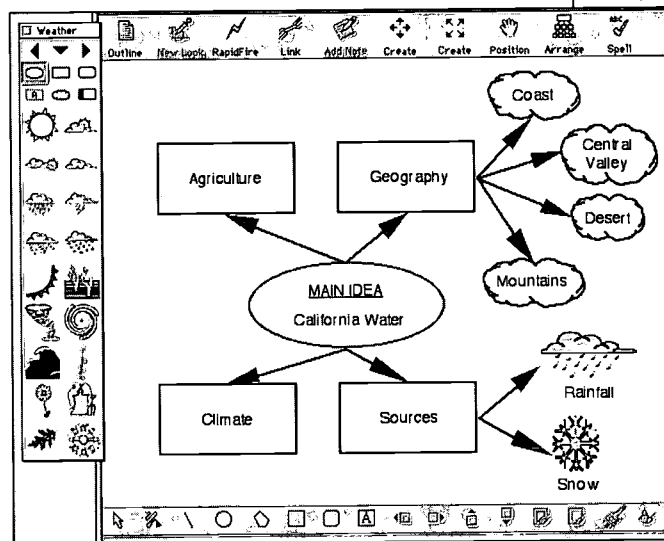 Weather
Outline New Look RapidFire Link Add Note Create Create Position Arrange Spell
A
Coast
Central
Valley
Agriculture
Geography
Desert
Mountains
MAIN IDEA
California Water
Climate
Sources
Rainfall
Snow
A